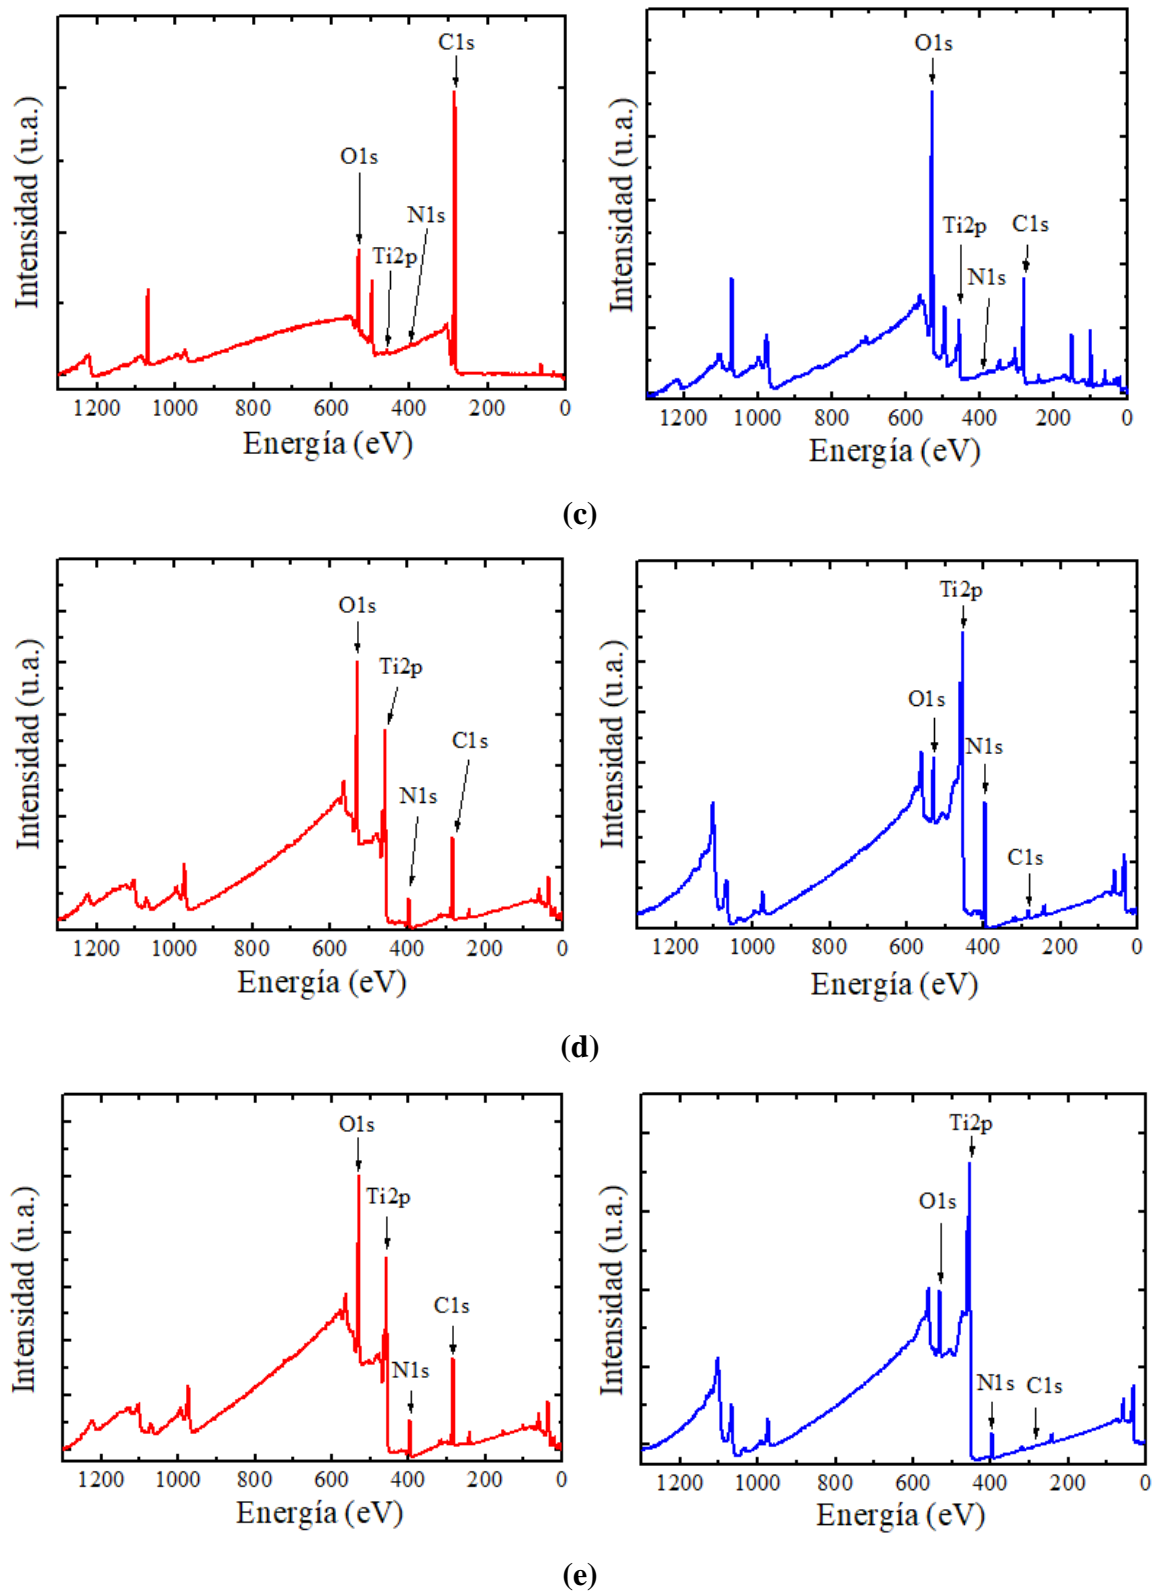 C1s
O1s
N1s
Ti2p
Intensidad (u.a.)
1200 1000 800 600 400 200 0
Energía (eV)
O1s
Ti2p
C1s
N1s
Intensidad (u.a.)
1200 1000 800 600 400 200 0
Energía (eV)
(c)
O1s
Ti2p
C1s
N1s
Intensidad (u.a.)
1200 1000 800 600 400 200 0
Energía (eV)
Ti2p
O1s
N1s
C1s
Intensidad (u.a.)
1200 1000 800 600 400 200 0
Energía (eV)
(d)
O1s
Ti2p
C1s
N1s
Intensidad (u.a.)
1200 1000 800 600 400 200 0
Energía (eV)
Ti2p
O1s
N1s C1s
Intensidad (u.a.)
1200 1000 800 600 400 200 0
Energía (eV)
(e)